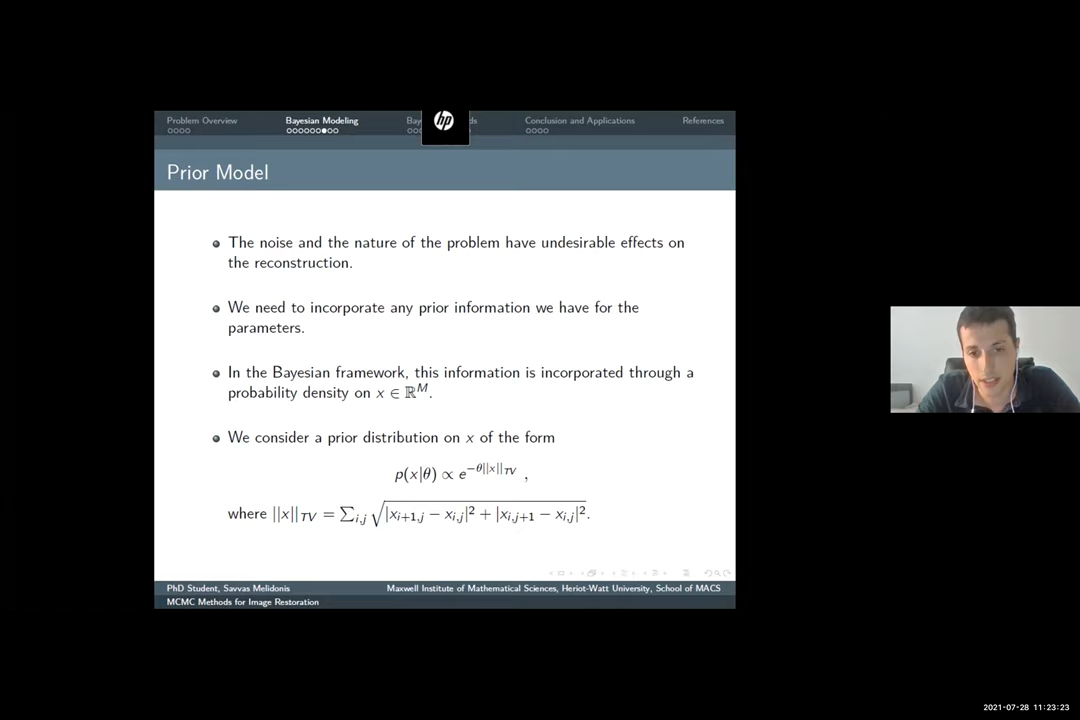 Problem Overview Bayesian Modeling Bay ds Conclusion and Applications References
hp
Prior Model
The noise and the nature of the problem have undesirable effects on
the reconstruction.
We need to incorporate any prior information we have for the
parameters.
In the Bayesian framework, this information is incorporated through a
probability density on x ∈ ℝ^M.
We consider a prior distribution on x of the form
p(x|θ) ∝ e^{−θ||x||_{TV}} ,
where ||x||_{TV} = ∑_{i,j} √(|x_{i+1,j} − x_{i,j}|^2 + |x_{i,j+1} − x_{i,j}|^2).
PhD Student, Savvas Melidonis Maxwell Institute of Mathematical Sciences, Heriot-Watt University, School of MACS
MCMC Methods for Image Restoration
2021-07-28 11:23:23